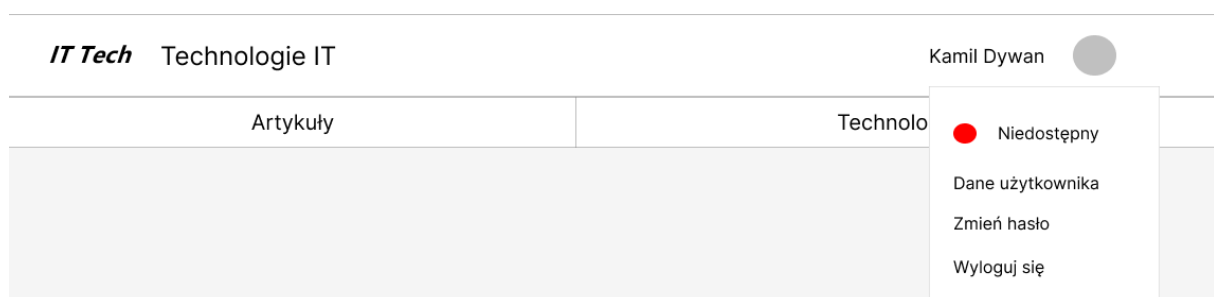 IT Tech Technologie IT Kamil Dywan
Artykuły Technolo
Niedostępny
Dane użytkownika
Zmień hasło
Wyloguj się